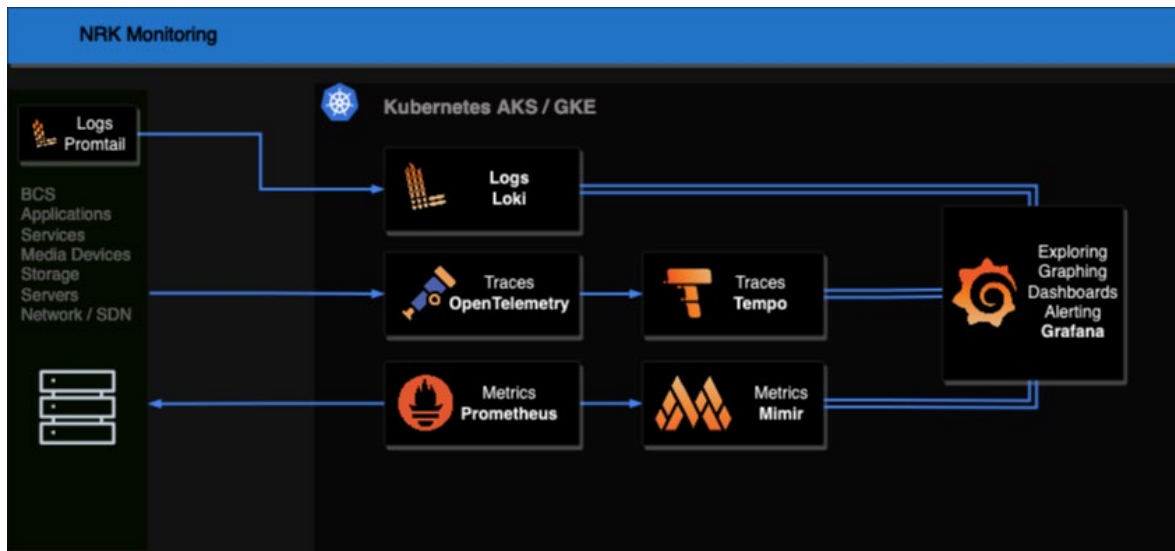 NRK Monitoring
Logs
Promtail
BCS
Applications
Services
Media Devices
Storage
Servers
Network / SDN
Kubernetes AKS / GKE
Logs
Loki
Traces
OpenTelemetry
Traces
Tempo
Metrics
Prometheus
Metrics
Mimir
Exploring
Graphing
Dashboards
Alerting
Grafana